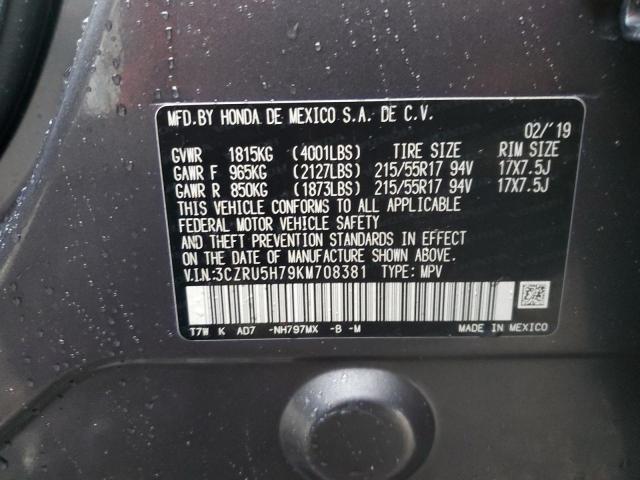 MFD.BY HONDA DE MEXICO S.A. DE C.V.
02/'19
GVWR 1815KG (4001LBS) TIRE SIZE RIM SIZE
GAWR F 965KG (2127LBS) 215/55R17 94V 17X7.5J
GAWR R 850KG (1873LBS) 215/55R17 94V 17X7.5J
THIS VEHICLE CONFORMS TO ALL APPLICABLE
FEDERAL MOTOR VEHICLE SAFETY
AND THEFT PREVENTION STANDARDS IN EFFECT
ON THE DATE OF MANUFACTURE SHOWN ABOVE.
V.I.N:3CZRU5H79KM708381 TYPE: MPV
T7W K AD7 -NH797MX -B -M
MADE IN MEXICO